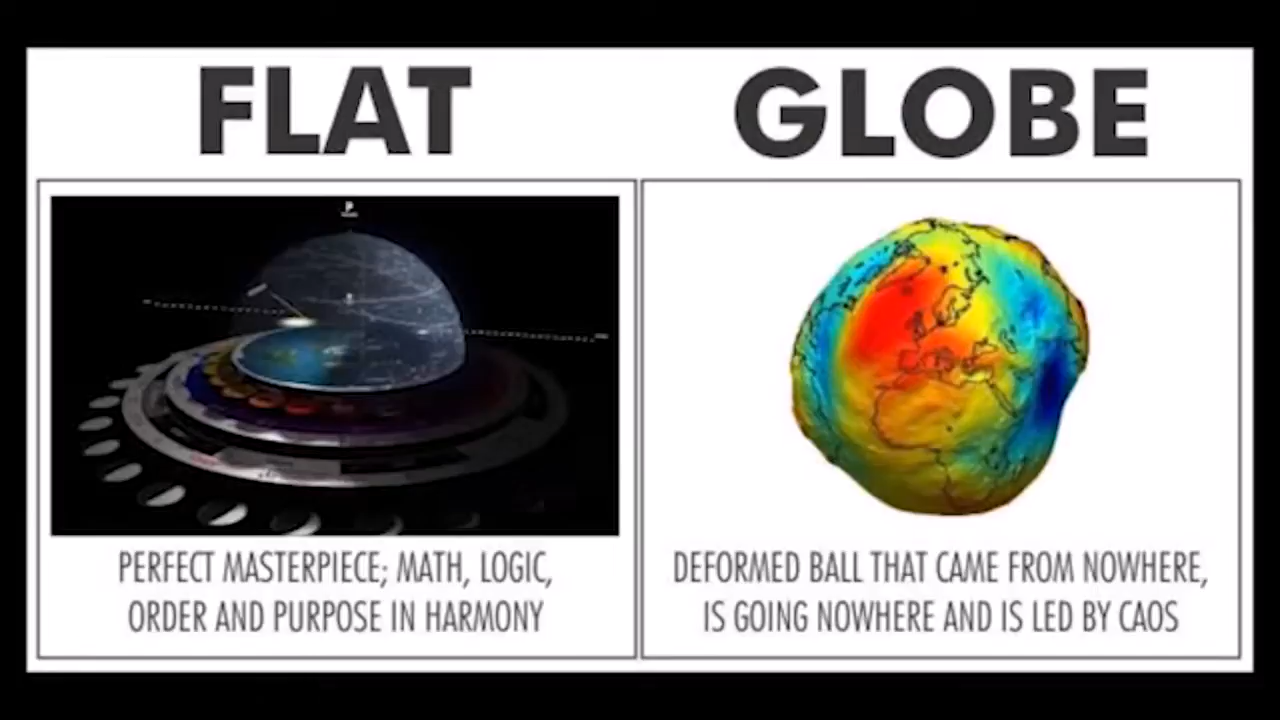 FLAT
GLOBE
P
PERFECT MASTERPIECE; MATH, LOGIC,
ORDER AND PURPOSE IN HARMONY
DEFORMED BALL THAT CAME FROM NOWHERE,
IS GOING NOWHERE AND IS LED BY CAOS